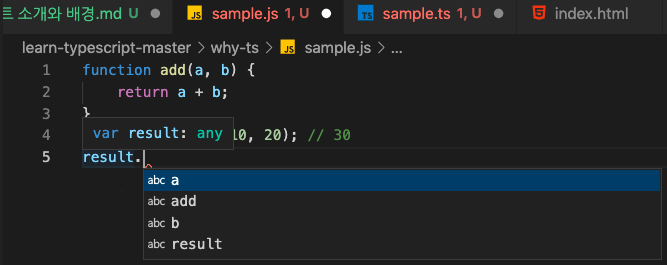 트 소개와 배경.md U
JS sample.js 1, U
TS sample.ts 1, U
index.html
learn-typescript-master > why-ts > JS sample.js > ...
1 function add(a, b) {
2 return a + b;
3 }
var result: any
4 10, 20); // 30
5 result.
abc a
abc add
abc b
abc result